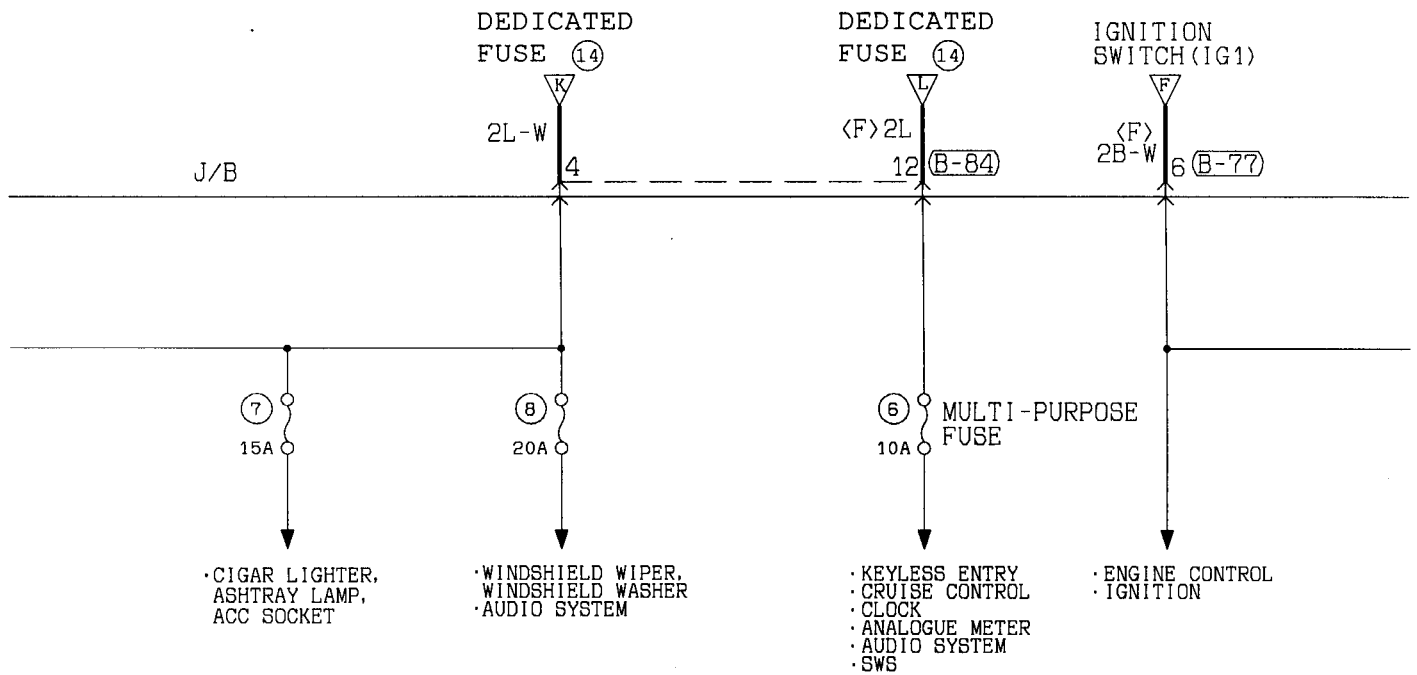 DEDICATED
FUSE 14
K
2L-W
4
DEDICATED
FUSE 14
L
<F>2L
12 B-84
IGNITION
SWITCH(IG1)
F
<F>
2B-W
6 B-77
J/B
7
15A
8
20A
6
10A
MULTI-PURPOSE
FUSE
·CIGAR LIGHTER,
ASHTRAY LAMP,
ACC SOCKET
·WINDSHIELD WIPER,
WINDSHIELD WASHER
·AUDIO SYSTEM
·KEYLESS ENTRY
·CRUISE CONTROL
·CLOCK
·ANALOGUE METER
·AUDIO SYSTEM
·SWS
·ENGINE CONTROL
·IGNITION